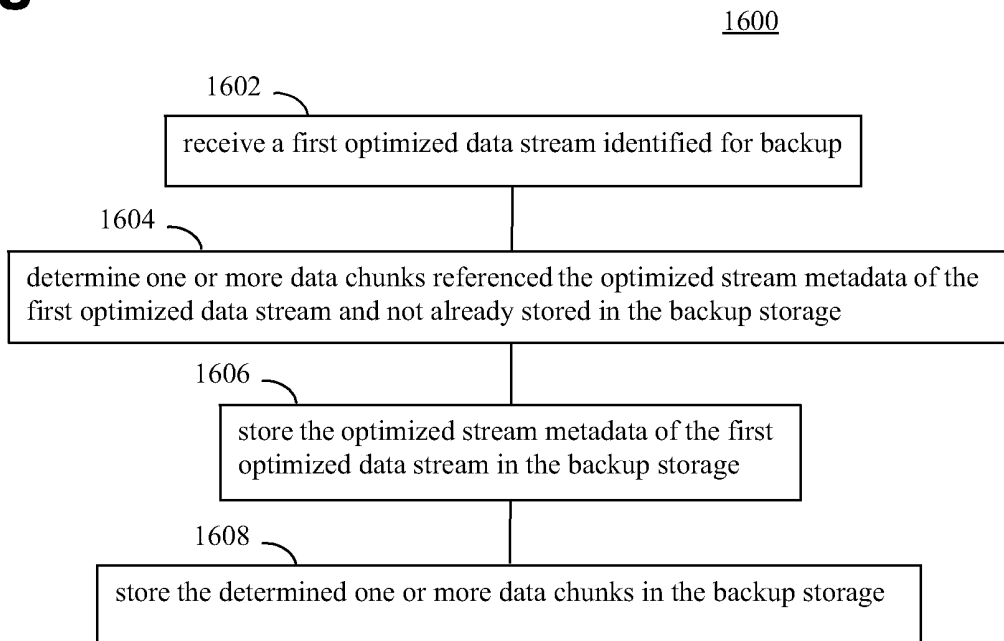 1600
1602
receive a first optimized data stream identified for backup
1604
determine one or more data chunks referenced the optimized stream metadata of the
first optimized data stream and not already stored in the backup storage
1606
store the optimized stream metadata of the first
optimized data stream in the backup storage
1608
store the determined one or more data chunks in the backup storage